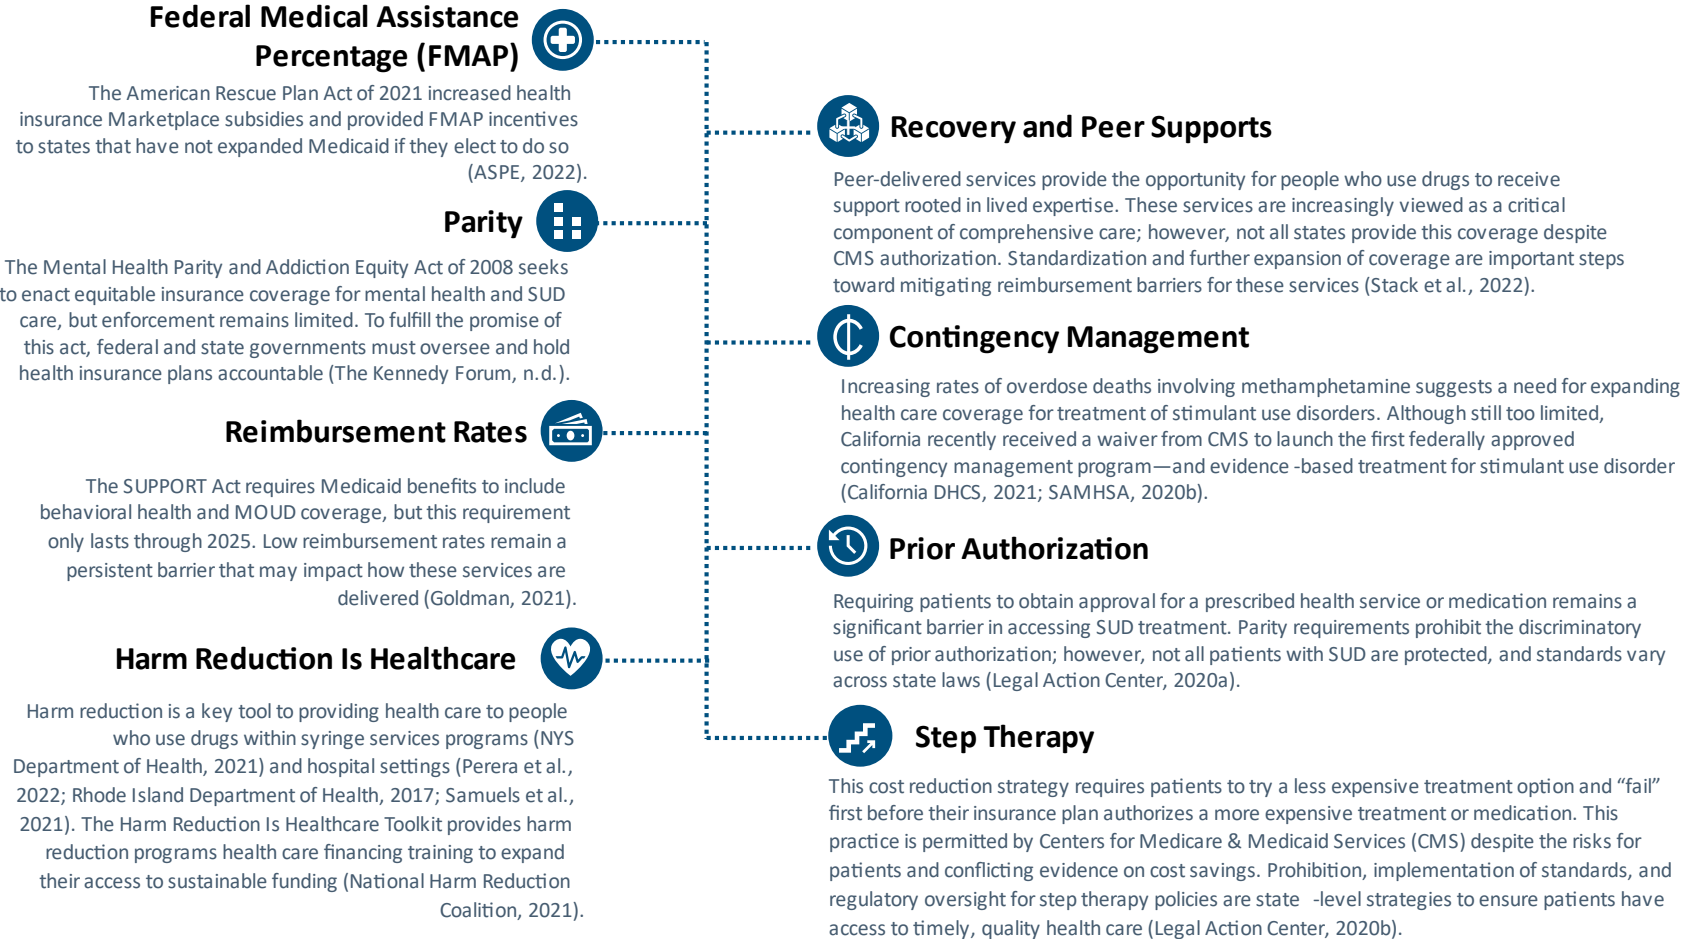 Federal Medical Assistance
Percentage (FMAP)
The American Rescue Plan Act of 2021 increased health
insurance Marketplace subsidies and provided FMAP incentives
to states that have not expanded Medicaid if they elect to do so
(ASPE, 2022).
Parity
The Mental Health Parity and Addiction Equity Act of 2008 seeks
to enact equitable insurance coverage for mental health and SUD
care, but enforcement remains limited. To fulfill the promise of
this act, federal and state governments must oversee and hold
health insurance plans accountable (The Kennedy Forum, n.d.).
Reimbursement Rates
The SUPPORT Act requires Medicaid benefits to include
behavioral health and MOUD coverage, but this requirement
only lasts through 2025. Low reimbursement rates remain a
persistent barrier that may impact how these services are
delivered (Goldman, 2021).
Harm Reduction Is Healthcare
Harm reduction is a key tool to providing health care to people
who use drugs within syringe services programs (NYS
Department of Health, 2021) and hospital settings (Perera et al.,
2022; Rhode Island Department of Health, 2017; Samuels et al.,
2021). The Harm Reduction Is Healthcare Toolkit provides harm
reduction programs health care financing training to expand
their access to sustainable funding (National Harm Reduction
Coalition, 2021).
Recovery and Peer Supports
Peer-delivered services provide the opportunity for people who use drugs to receive
support rooted in lived expertise. These services are increasingly viewed as a critical
component of comprehensive care; however, not all states provide this coverage despite
CMS authorization. Standardization and further expansion of coverage are important steps
toward mitigating reimbursement barriers for these services (Stack et al., 2022).
Contingency Management
Increasing rates of overdose deaths involving methamphetamine suggests a need for expanding
health care coverage for treatment of stimulant use disorders. Although still too limited,
California recently received a waiver from CMS to launch the first federally approved
contingency management program—and evidence -based treatment for stimulant use disorder
(California DHCS, 2021; SAMHSA, 2020b).
Prior Authorization
Requiring patients to obtain approval for a prescribed health service or medication remains a
significant barrier in accessing SUD treatment. Parity requirements prohibit the discriminatory
use of prior authorization; however, not all patients with SUD are protected, and standards vary
across state laws (Legal Action Center, 2020a).
Step Therapy
This cost reduction strategy requires patients to try a less expensive treatment option and “fail”
first before their insurance plan authorizes a more expensive treatment or medication. This
practice is permitted by Centers for Medicare & Medicaid Services (CMS) despite the risks for
patients and conflicting evidence on cost savings. Prohibition, implementation of standards, and
regulatory oversight for step therapy policies are state -level strategies to ensure patients have
access to timely, quality health care (Legal Action Center, 2020b).